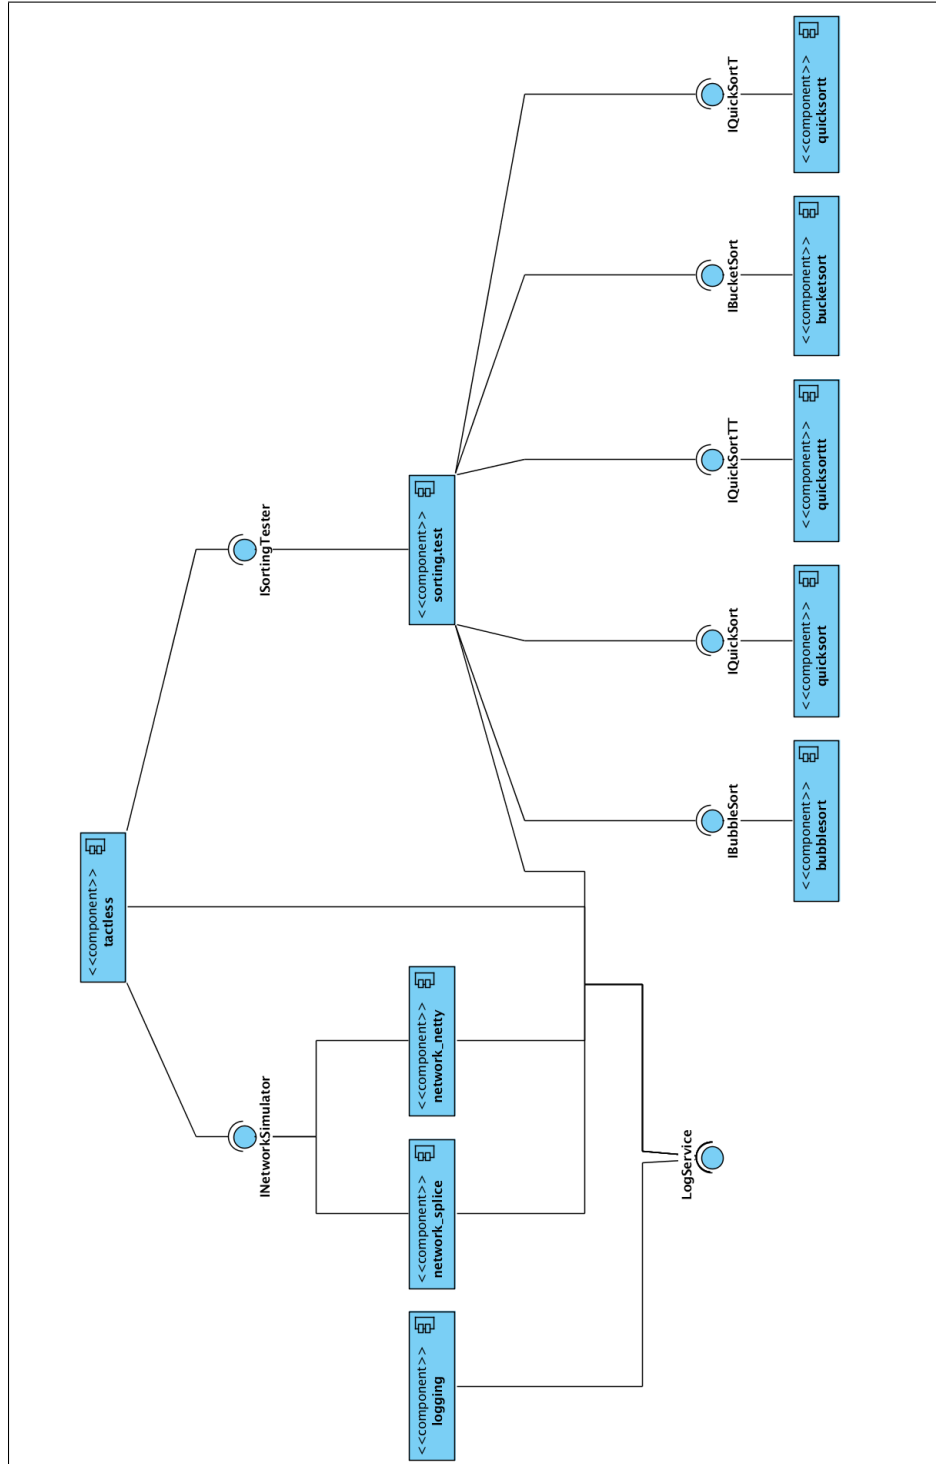 <<component>>
tactless
INetworkSimulator
ISortingTester
<<component>>
logging
<<component>>
network_splice
<<component>>
network_netty
<<component>>
sorting.test
LogService
IBubbleSort
IQuickSort
IQuickSortTT
IBucketSort
IQuickSortT
<<component>>
bubblesort
<<component>>
quicksort
<<component>>
quicksorttt
<<component>>
bucketsort
<<component>>
quicksortt